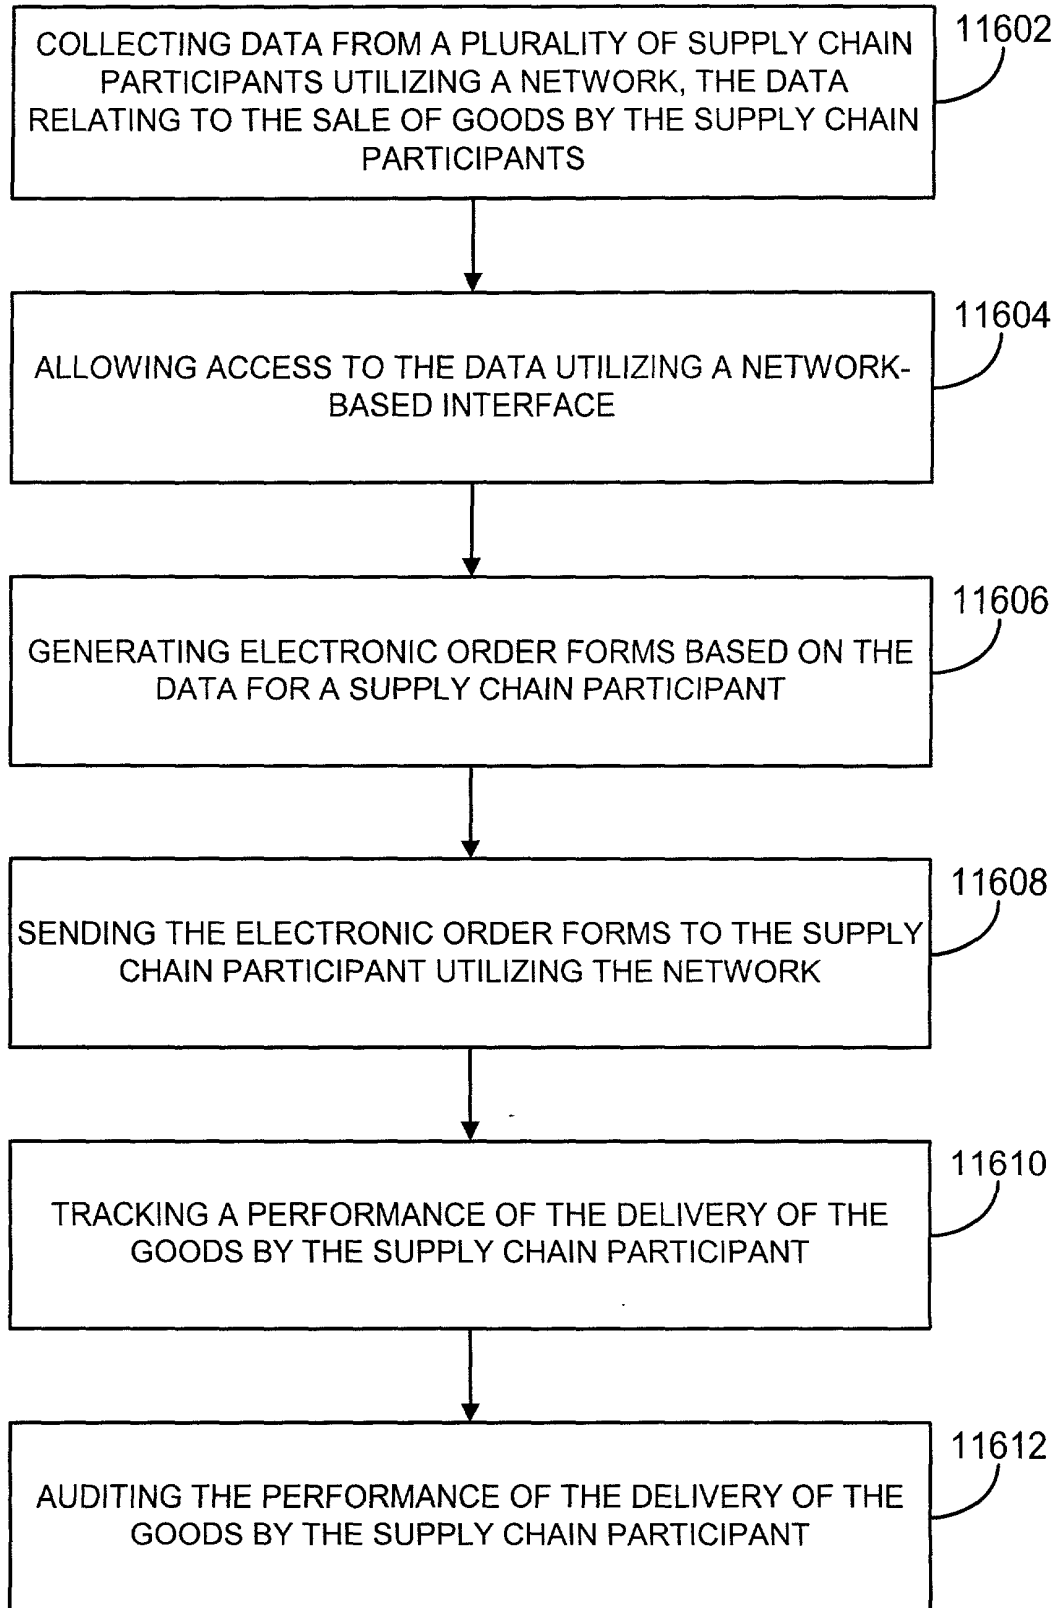 COLLECTING DATA FROM A PLURALITY OF SUPPLY CHAIN
PARTICIPANTS UTILIZING A NETWORK, THE DATA
RELATING TO THE SALE OF GOODS BY THE SUPPLY CHAIN
PARTICIPANTS
11602
ALLOWING ACCESS TO THE DATA UTILIZING A NETWORK-
BASED INTERFACE
11604
GENERATING ELECTRONIC ORDER FORMS BASED ON THE
DATA FOR A SUPPLY CHAIN PARTICIPANT
11606
SENDING THE ELECTRONIC ORDER FORMS TO THE SUPPLY
CHAIN PARTICIPANT UTILIZING THE NETWORK
11608
TRACKING A PERFORMANCE OF THE DELIVERY OF THE
GOODS BY THE SUPPLY CHAIN PARTICIPANT
11610
AUDITING THE PERFORMANCE OF THE DELIVERY OF THE
GOODS BY THE SUPPLY CHAIN PARTICIPANT
11612